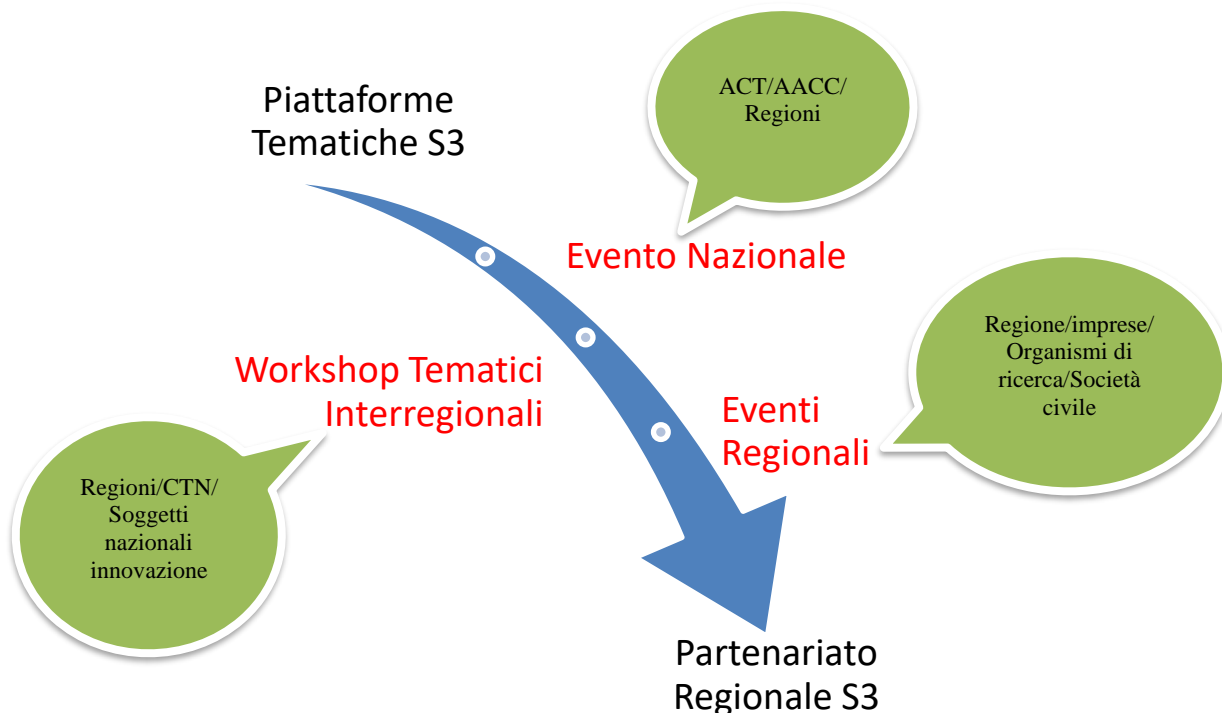 Piattaforme
Tematiche S3
ACT/AACC/
Regioni
Evento Nazionale
Regione/imprese/
Organismi di
ricerca/Società
civile
Workshop Tematici
Interregionali
Eventi
Regionali
Regioni/CTN/
Soggetti
nazionali
innovazione
Partenariato
Regionale S3